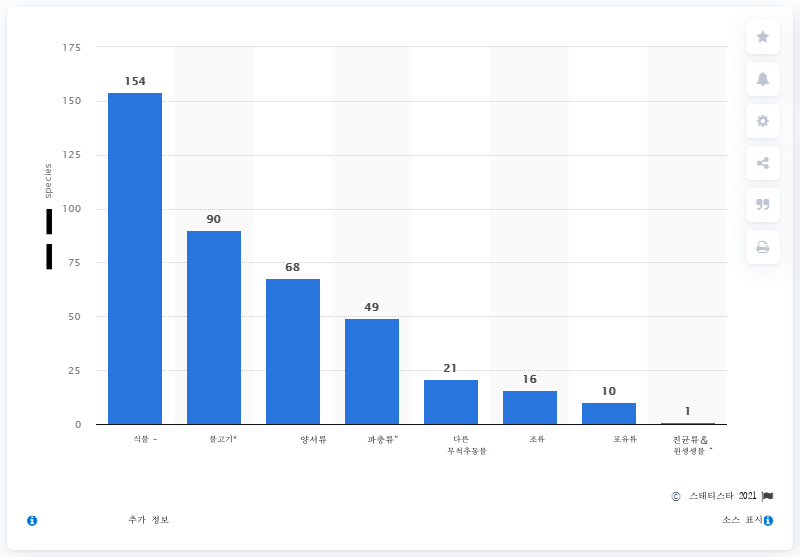 175
150
125
100
75
50
25
0
species
154
90
68
49
21
16
10
1
식물 -
물고기*
양서류
파충류*
다른
무척추동물
조류
포유류
진균류&
원생생물 *
© 스태티스타 2021
추가 정보
소스 표시